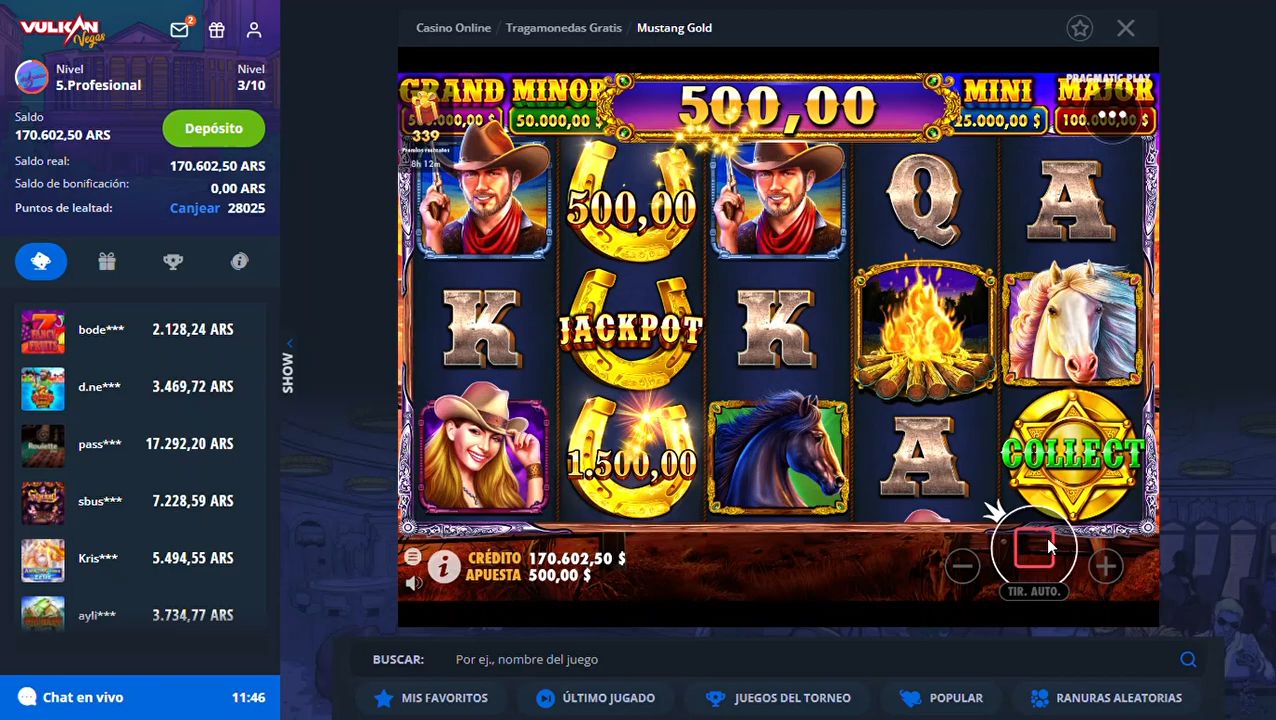 VULKAN
Vegas
2
Nivel
5.Profesional
Nivel
3/10
Saldo
170.602,50 ARS
Depósito
Saldo real:
170.602,50 ARS
Saldo de bonificación:
0,00 ARS
Puntos de lealtad:
Canjear 28025
bode*** 2.128,24 ARS
d.ne*** 3.469,72 ARS
pass*** 17.292,20 ARS
sbus*** 7.228,59 ARS
Kris*** 5.494,55 ARS
ayli*** 3.734,77 ARS
Chat en vivo 11:46
SHOW
Casino Online / Tragamonedas Gratis / Mustang Gold
PRAGMATIC PLAY
GRAND MINOR 500,00 MINI MAJOR
50.000,00 $ 25.000,00 $
339
8h 12m
500,00 Q A
K JACKPOT K
1.500,00 A COLLECT
CRÉDITO 170.602,50 $
APUESTA 500,00 $
TIR. AUTO.
BUSCAR: Por ej., nombre del juego
MIS FAVORITOS ÚLTIMO JUGADO JUEGOS DEL TORNEO POPULAR RANURAS ALEATORIAS